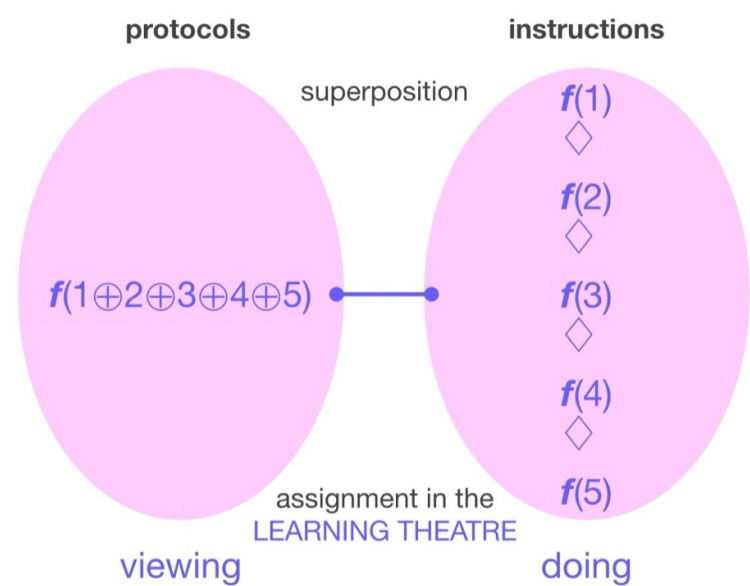 protocols
instructions
superposition
f(1)
◇
f(2)
◇
f(1⊕2⊕3⊕4⊕5)
f(3)
◇
f(4)
◇
f(5)
assignment in the
LEARNING THEATRE
viewing
doing